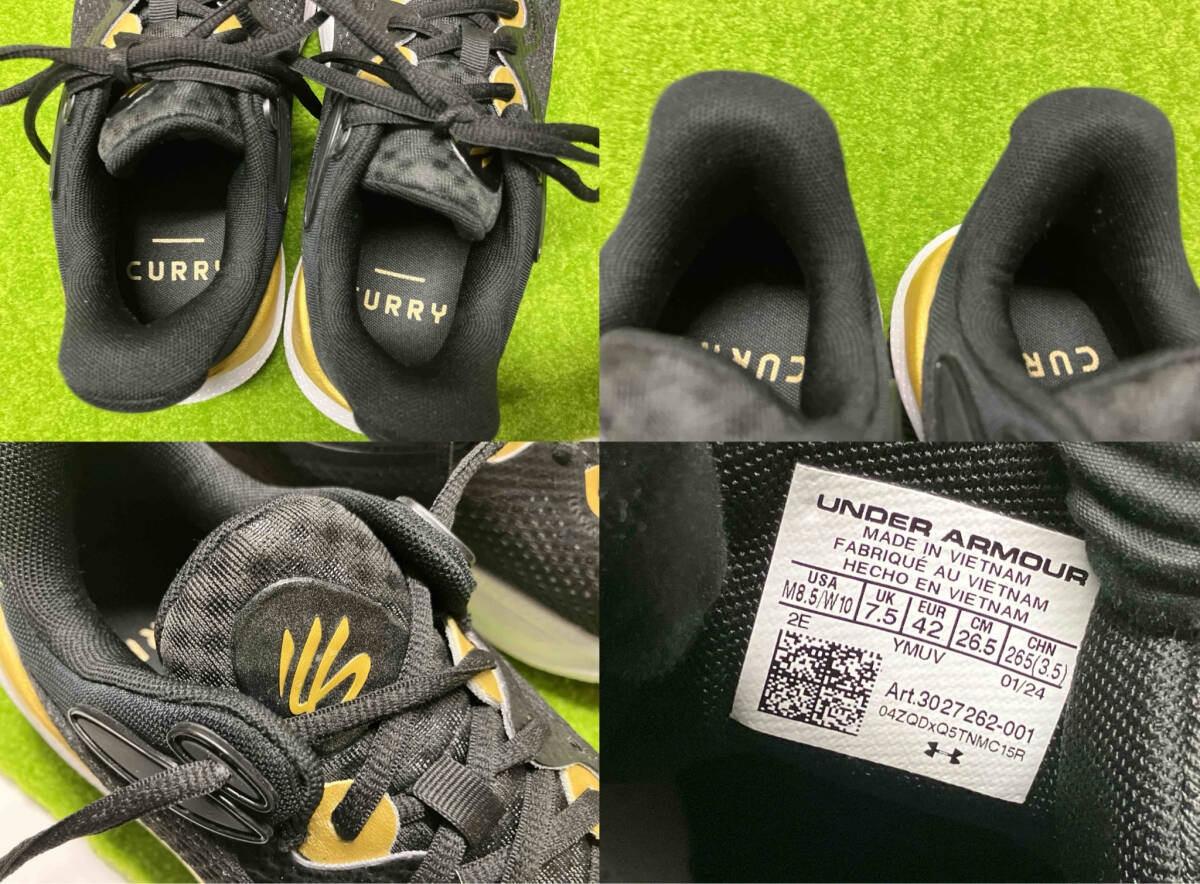 CURRY
CURRY
CURR
CUR
UNDER ARMOUR
MADE IN VIETNAM
FABRIQUÉ AU VIETNAM
HECHO EN VIETNAM
USA UK EUR CM CHN
M8.5/W10 7.5 42 26.5 265(3.5)
2E YMUV 01/24
Art.3027262-001
04ZQDxQ5TNMC15R